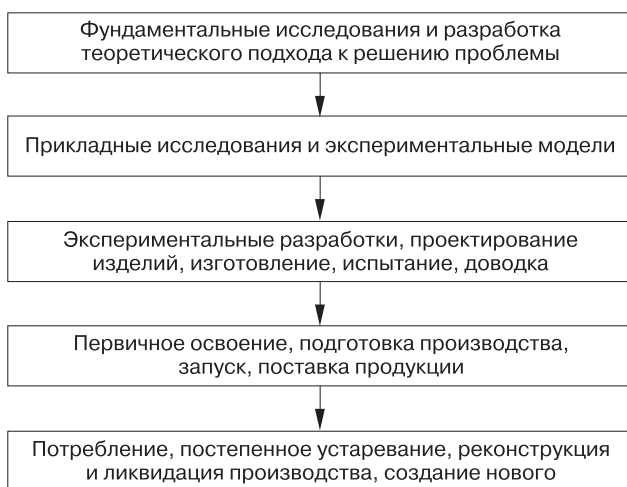 Фундаментальные исследования и разработка
теоретического подхода к решению проблемы
Прикладные исследования и экспериментальные модели
Экспериментальные разработки, проектирование
изделий, изготовление, испытание, доводка
Первичное освоение, подготовка производства,
запуск, поставка продукции
Потребление, постепенное устаревание, реконструкция
и ликвидация производства, создание нового